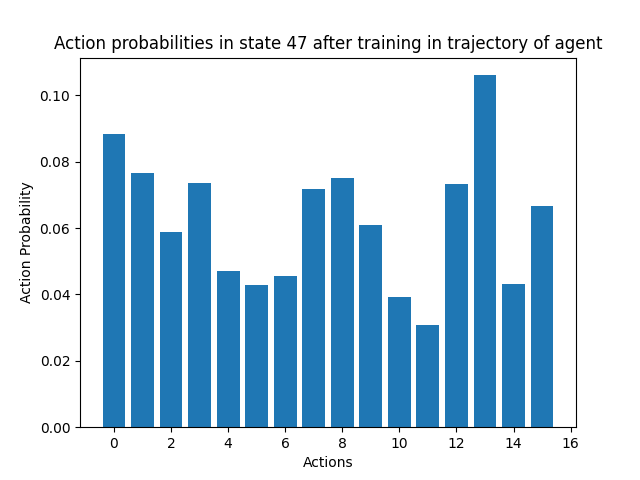 Action probabilities in state 47 after training in trajectory of agent
0.10
0.08
0.06
0.04
0.02
0.00
Action Probability
0 2 4 6 8 10 12 14 16
Actions